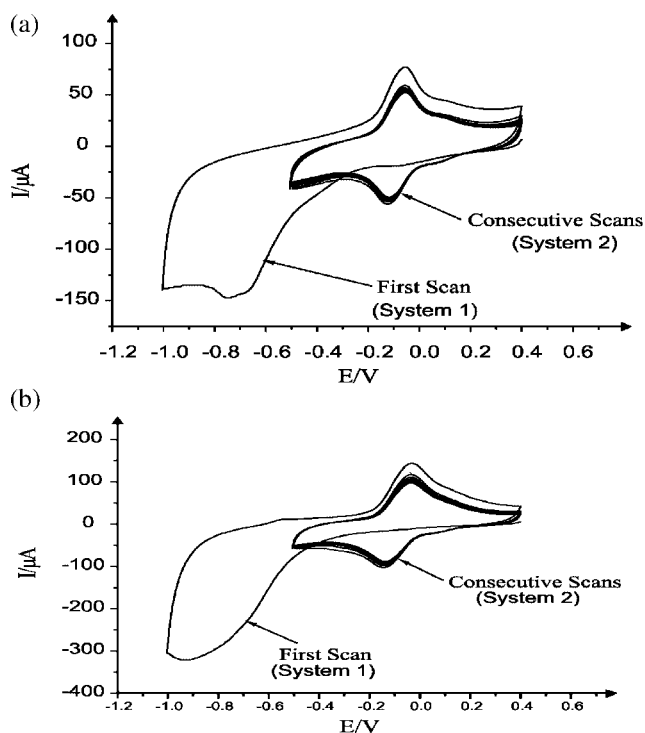 (a)
100
50
0
-50
-100
-150
I/μA
Consecutive Scans
(System 2)
First Scan
(System 1)
-1.2 -1.0 -0.8 -0.6 -0.4 -0.2 0.0 0.2 0.4 0.6
E/V
(b)
200
100
0
-100
-200
-300
-400
I/μA
Consecutive Scans
(System 2)
First Scan
(System 1)
-1.2 -1.0 -0.8 -0.6 -0.4 -0.2 0.0 0.2 0.4 0.6
E/V